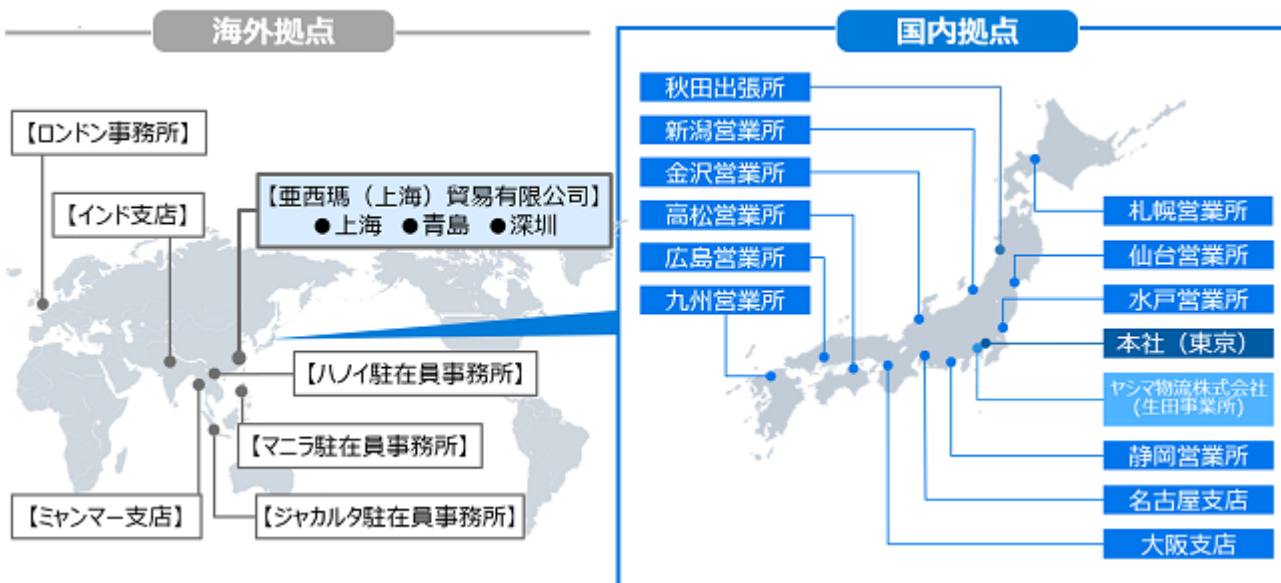 海外拠点
【ロンドン事務所】
【インド支店】
【亜西瑪（上海）貿易有限公司】
●上海 ●青島 ●深圳
【ハノイ駐在員事務所】
【マニラ駐在員事務所】
【ミャンマー支店】
【ジャカルタ駐在員事務所】
国内拠点
秋田出張所
新潟営業所
金沢営業所
高松営業所
広島営業所
九州営業所
札幌営業所
仙台営業所
水戸営業所
本社（東京）
ヤシマ物流株式会社
(生田事業所)
静岡営業所
名古屋支店
大阪支店